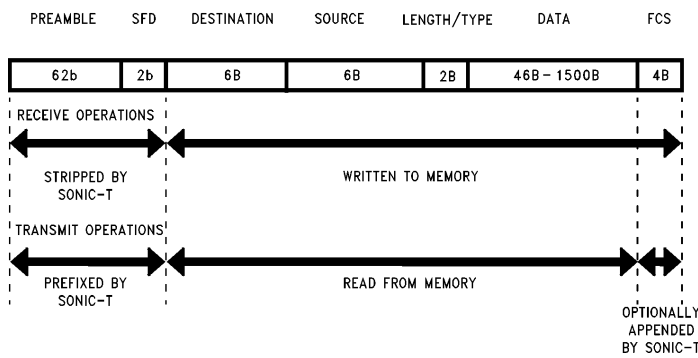 PREAMBLE SFD DESTINATION SOURCE LENGTH/TYPE DATA FCS
62b 2b 6B 6B 2B 46B–1500B 4B
RECEIVE OPERATIONS
STRIPPED BY
SONIC-T
WRITTEN TO MEMORY
TRANSMIT OPERATIONS
PREFIXED BY
SONIC-T
READ FROM MEMORY
OPTIONALLY
APPENDED
BY SONIC-T